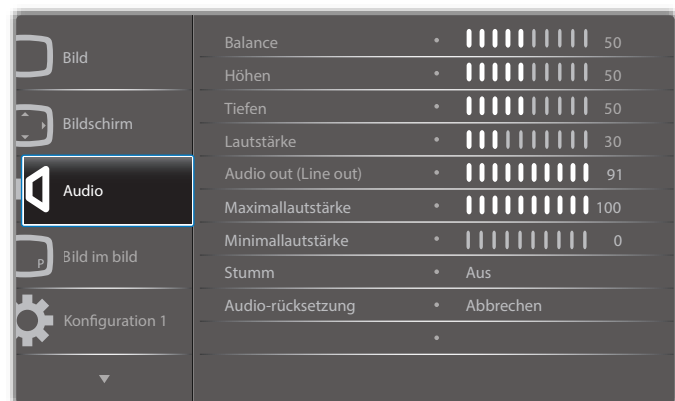 Bild
Bildschirm
Audio
P
Bild im bild
Konfiguration 1
Balance • 50
Höhen • 50
Tiefen • 50
Lautstärke • 30
Audio out (Line out) • 91
Maximallautstärke • 100
Minimallautstärke • 0
Stumm • Aus
Audio-rücksetzung • Abbrechen
•